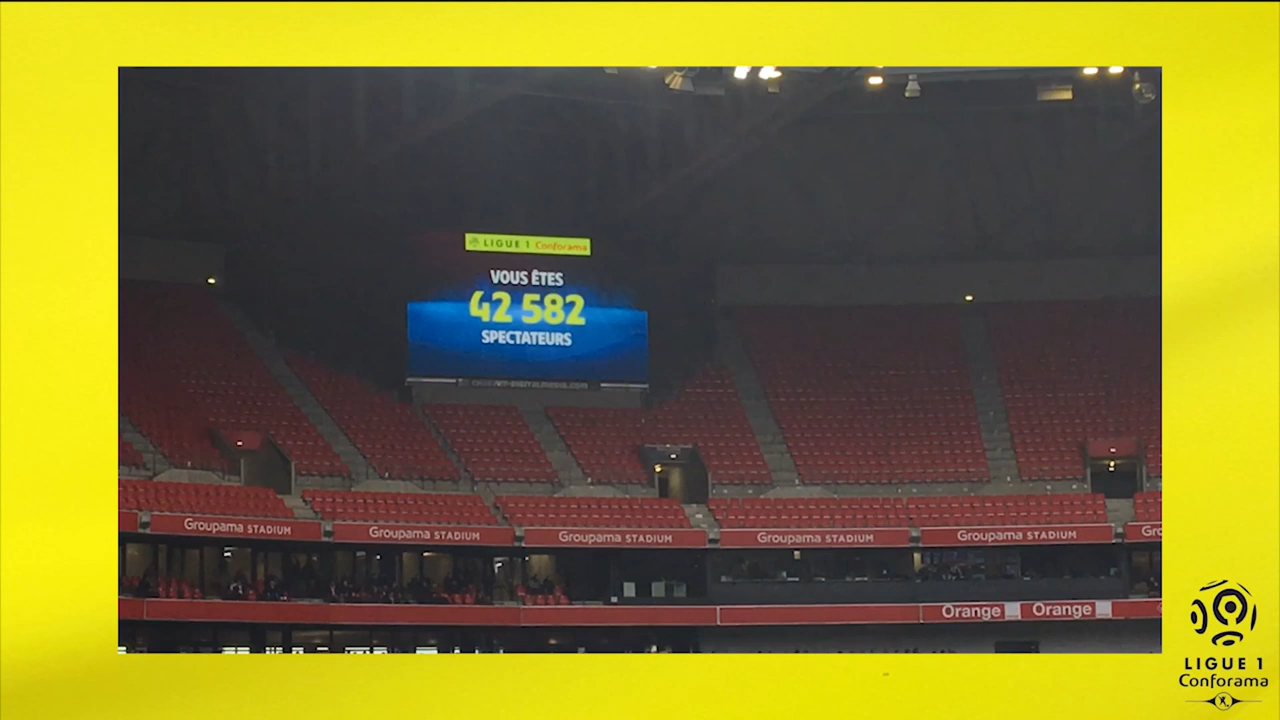 LIGUE 1 Conforama
VOUS ÊTES
42 582
SPECTATEURS
Groupama STADIUM
Groupama STADIUM
Groupama STADIUM
Groupama STADIUM
Groupama STADIUM
Gro
Orange
Orange
LIGUE 1
Conforama